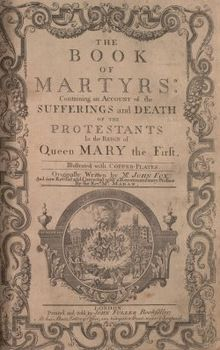 THE
BOOK
OF
MARTYRS:
Containing an ACCOUNT of the
SUFFERINGS and DEATH
OF THE
PROTESTANTS
In the REIGN of
Queen MARY the First.
Illustrated with COPPER-PLATES
Originally Written by Mr. JOHN FOX,
And now Revised and Corrected with a Recommendatory Preface
By the Revd. Mr. MADAN.
LONDON:
Printed and sold by JOHN FULLER Bookseller